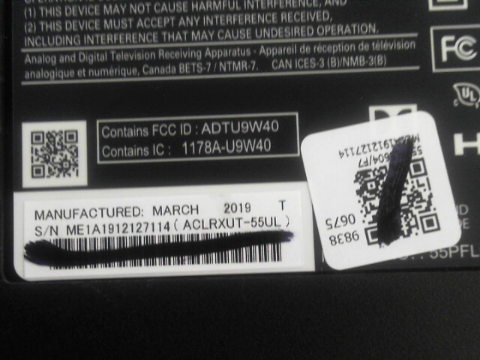 (1) THIS DEVICE MAY NOT CAUSE HARMFUL INTERFERENCE, AND
(2) THIS DEVICE MUST ACCEPT ANY INTERFERENCE RECEIVED,
INCLUDING INTERFERENCE THAT MAY CAUSE UNDESIRED OPERATION.
Analog and Digital Television Receiving Apparatus - Appareil de réception de télévision
analogique et numérique, Canada BETS-7 / NTMR-7. CAN ICES-3 (B)/NMB-3(B)
FC
UL
Contains FCC ID : ADTU9W40
Contains IC : 1178A-U9W40
MANUFACTURED: MARCH 2019 T
S/N ME1A1912127114 ( ACLRXUT-55UL )
9838
0675
55PFL